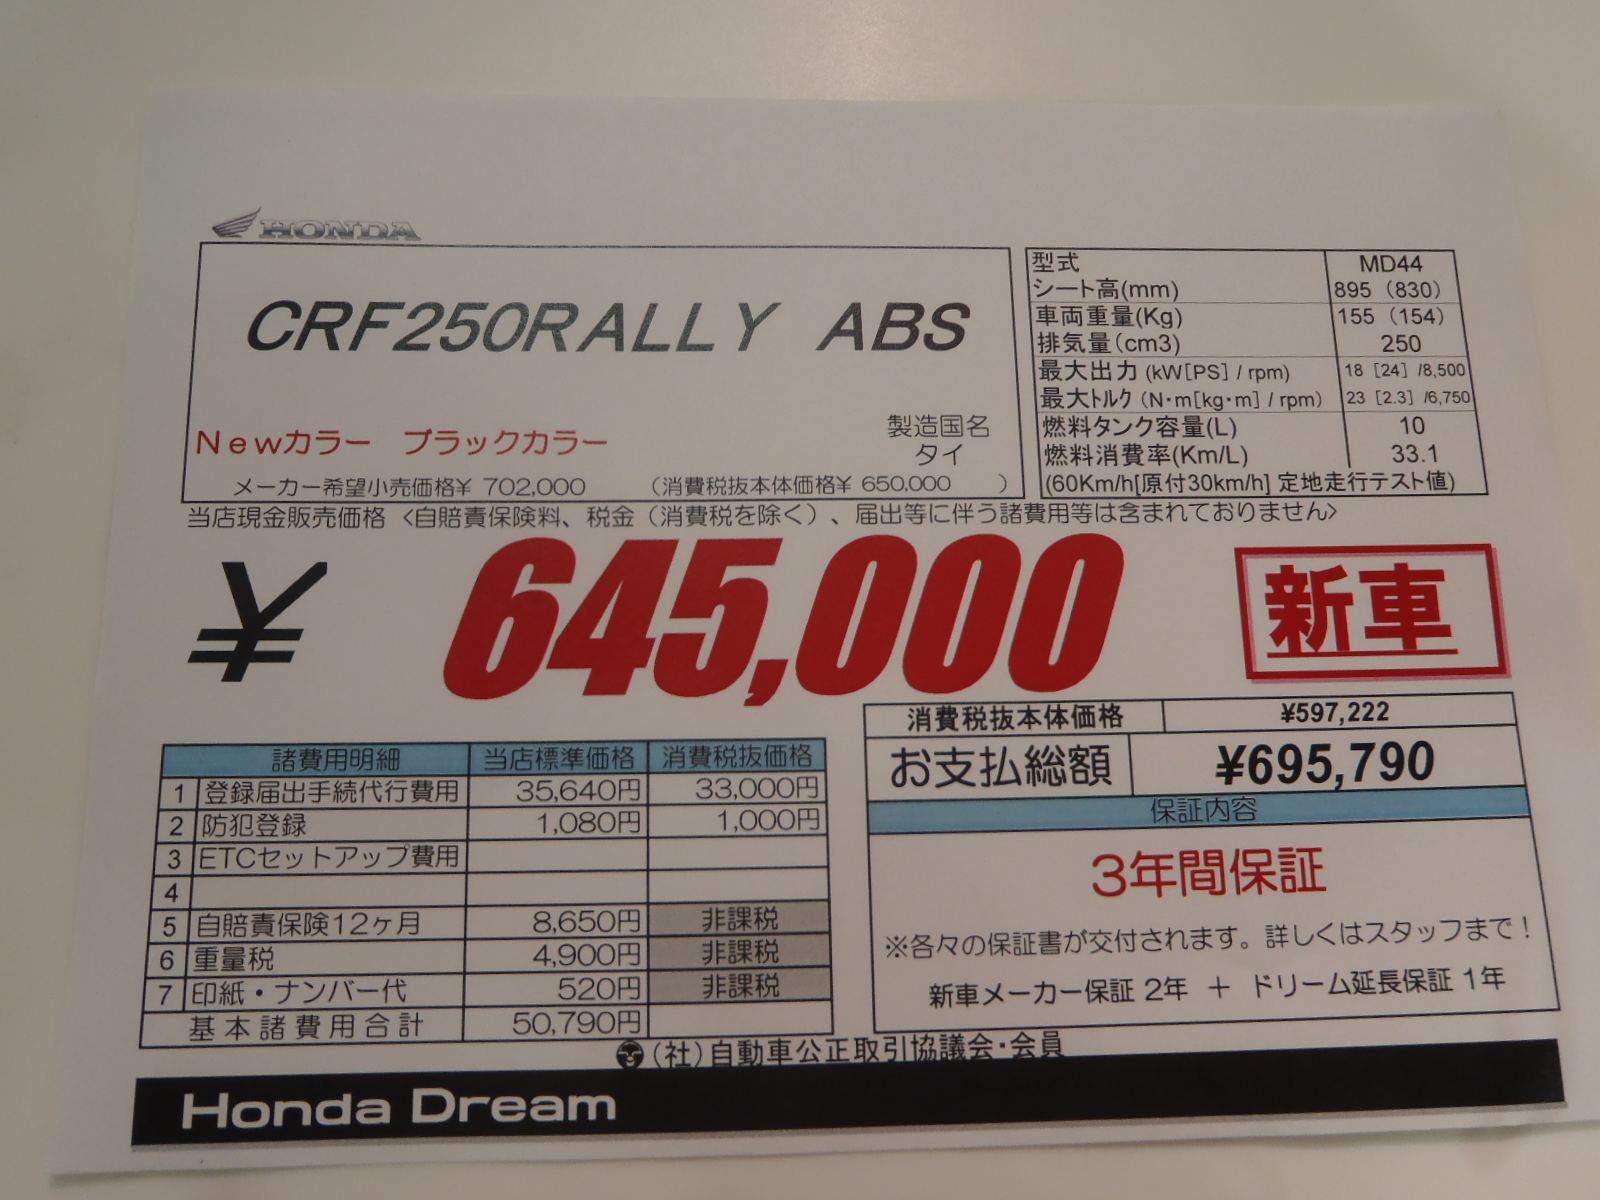 HONDA
CRF250RALLY ABS
Newカラー ブラックカラー
製造国名
タイ
メーカー希望小売価格¥ 702,000 (消費税抜本体価格¥ 650,000 )
型式 MD44
シート高(mm) 895 (830)
車両重量(Kg) 155 (154)
排気量(cm3) 250
最大出力 (kW[PS] / rpm) 18 [24] /8,500
最大トルク (N・m[kg・m] / rpm) 23 [2.3] /6,750
燃料タンク容量(L) 10
燃料消費率(Km/L) 33.1
(60Km/h[原付30km/h] 定地走行テスト値)
当店現金販売価格 <自賠責保険料、税金(消費税を除く)、届出等に伴う諸費用等は含まれておりません>
¥ 645,000
新車
消費税抜本体価格 ¥597,222
お支払総額 ¥695,790
保証内容
3年間保証
※各々の保証書が交付されます。詳しくはスタッフまで!
新車メーカー保証 2年 + ドリーム延長保証 1年
諸費用明細 当店標準価格 消費税抜価格
1 登録届出手続代行費用 35,640円 33,000円
2 防犯登録 1,080円 1,000円
3 ETCセットアップ費用
4
5 自賠責保険12ヶ月 8,650円 非課税
6 重量税 4,900円 非課税
7 印紙・ナンバー代 520円 非課税
基本諸費用合計 50,790円
(社)自動車公正取引協議会・会員
Honda Dream